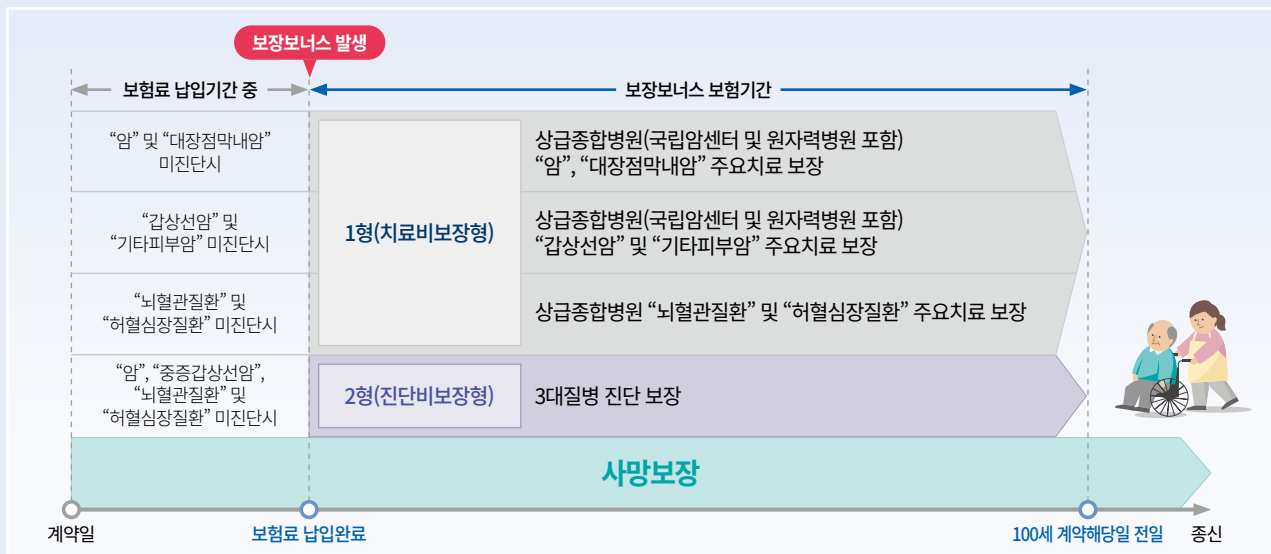 보장보너스 발생
보험료 납입기간 중
보장보너스 보험기간
“암” 및 “대장점막내암”
미진단시
1형(치료비보장형)
상급종합병원(국립암센터 및 원자력병원 포함)
“암”, “대장점막내암” 주요치료 보장
“갑상선암” 및
“기타피부암” 미진단시
상급종합병원(국립암센터 및 원자력병원 포함)
“갑상선암” 및 “기타피부암” 주요치료 보장
“뇌혈관질환” 및
“허혈심장질환” 미진단시
상급종합병원 “뇌혈관질환” 및 “허혈심장질환” 주요치료 보장
“암”, “중증갑상선암”,
“뇌혈관질환” 및
“허혈심장질환” 미진단시
2형(진단비보장형)
3대질병 진단 보장
사망보장
계약일
보험료 납입완료
100세 계약해당일 전일
종신